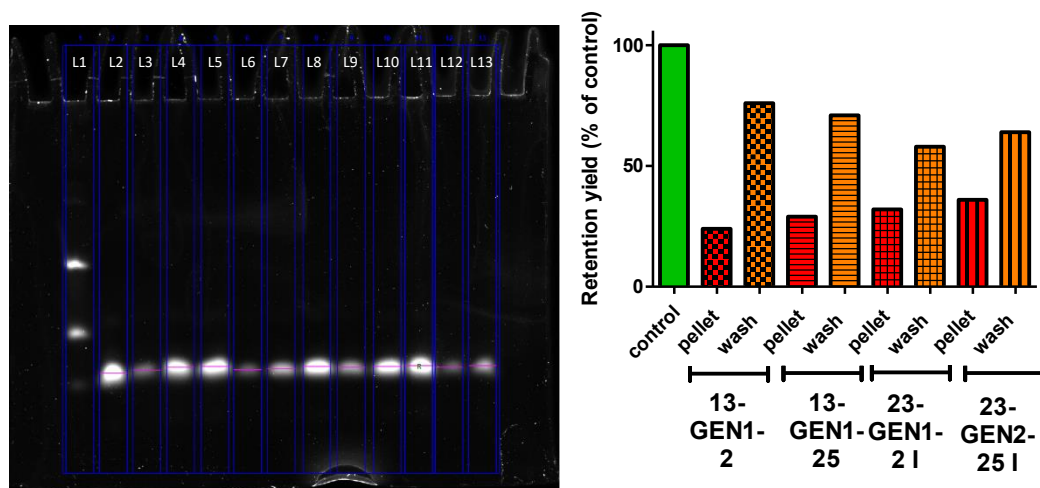 L1 L2 L3 L4 L5 L6 L7 L8 L9 L10 L11 L12 L13
R
Retention yield (% of control)
100
50
0
control
pellet
wash
pellet
wash
pellet
wash
pellet
wash
13-
GEN1-
2
13-
GEN1-
25
23-
GEN1-
2 I
23-
GEN2-
25 I